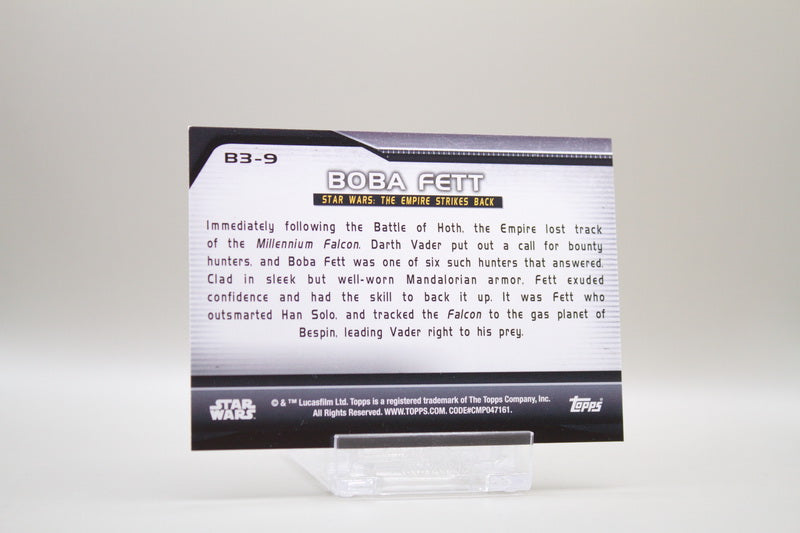 B3-9
BOBA FETT
STAR WARS: THE EMPIRE STRIKES BACK
Immediately following the Battle of Hoth, the Empire lost track
of the Millennium Falcon. Darth Vader put out a call for bounty
hunters, and Boba Fett was one of six such hunters that answered.
Clad in sleek but well-worn Mandalorian armor, Fett exuded
confidence and had the skill to back it up. It was Fett who
outsmarted Han Solo, and tracked the Falcon to the gas planet of
Bespin, leading Vader right to his prey.
STAR
WARS
© & ™ Lucasfilm Ltd. Topps is a registered trademark of The Topps Company, Inc.
All Rights Reserved. WWW.TOPPS.COM. CODE#CMP047161.
Topps